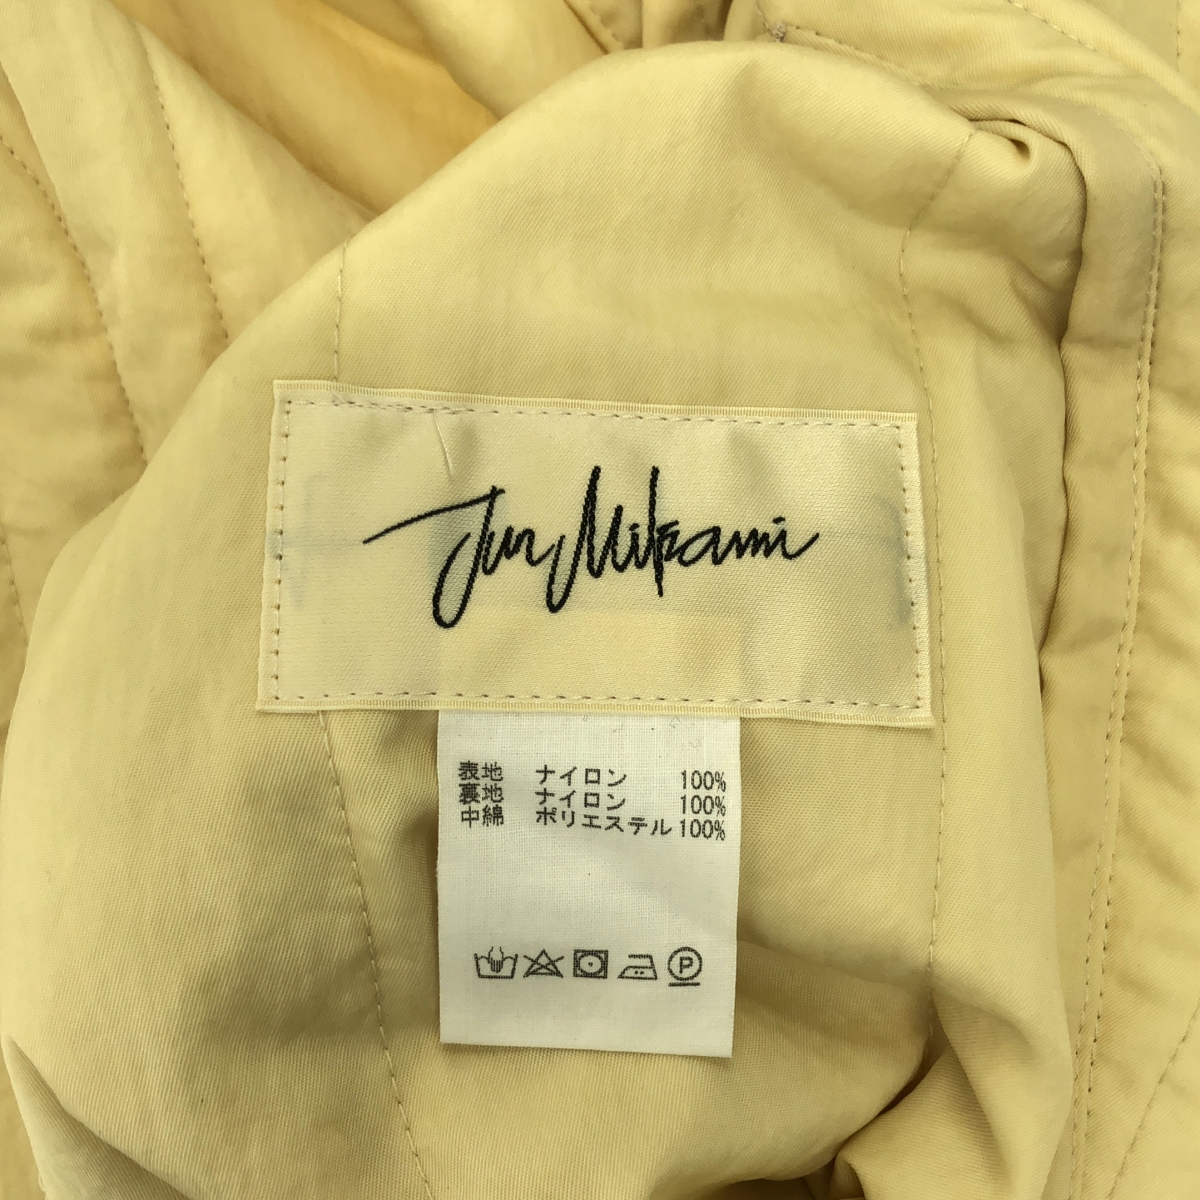 Jun Mikami
表地 ナイロン 100%
裏地 ナイロン 100%
中綿 ポリエステル 100%
P